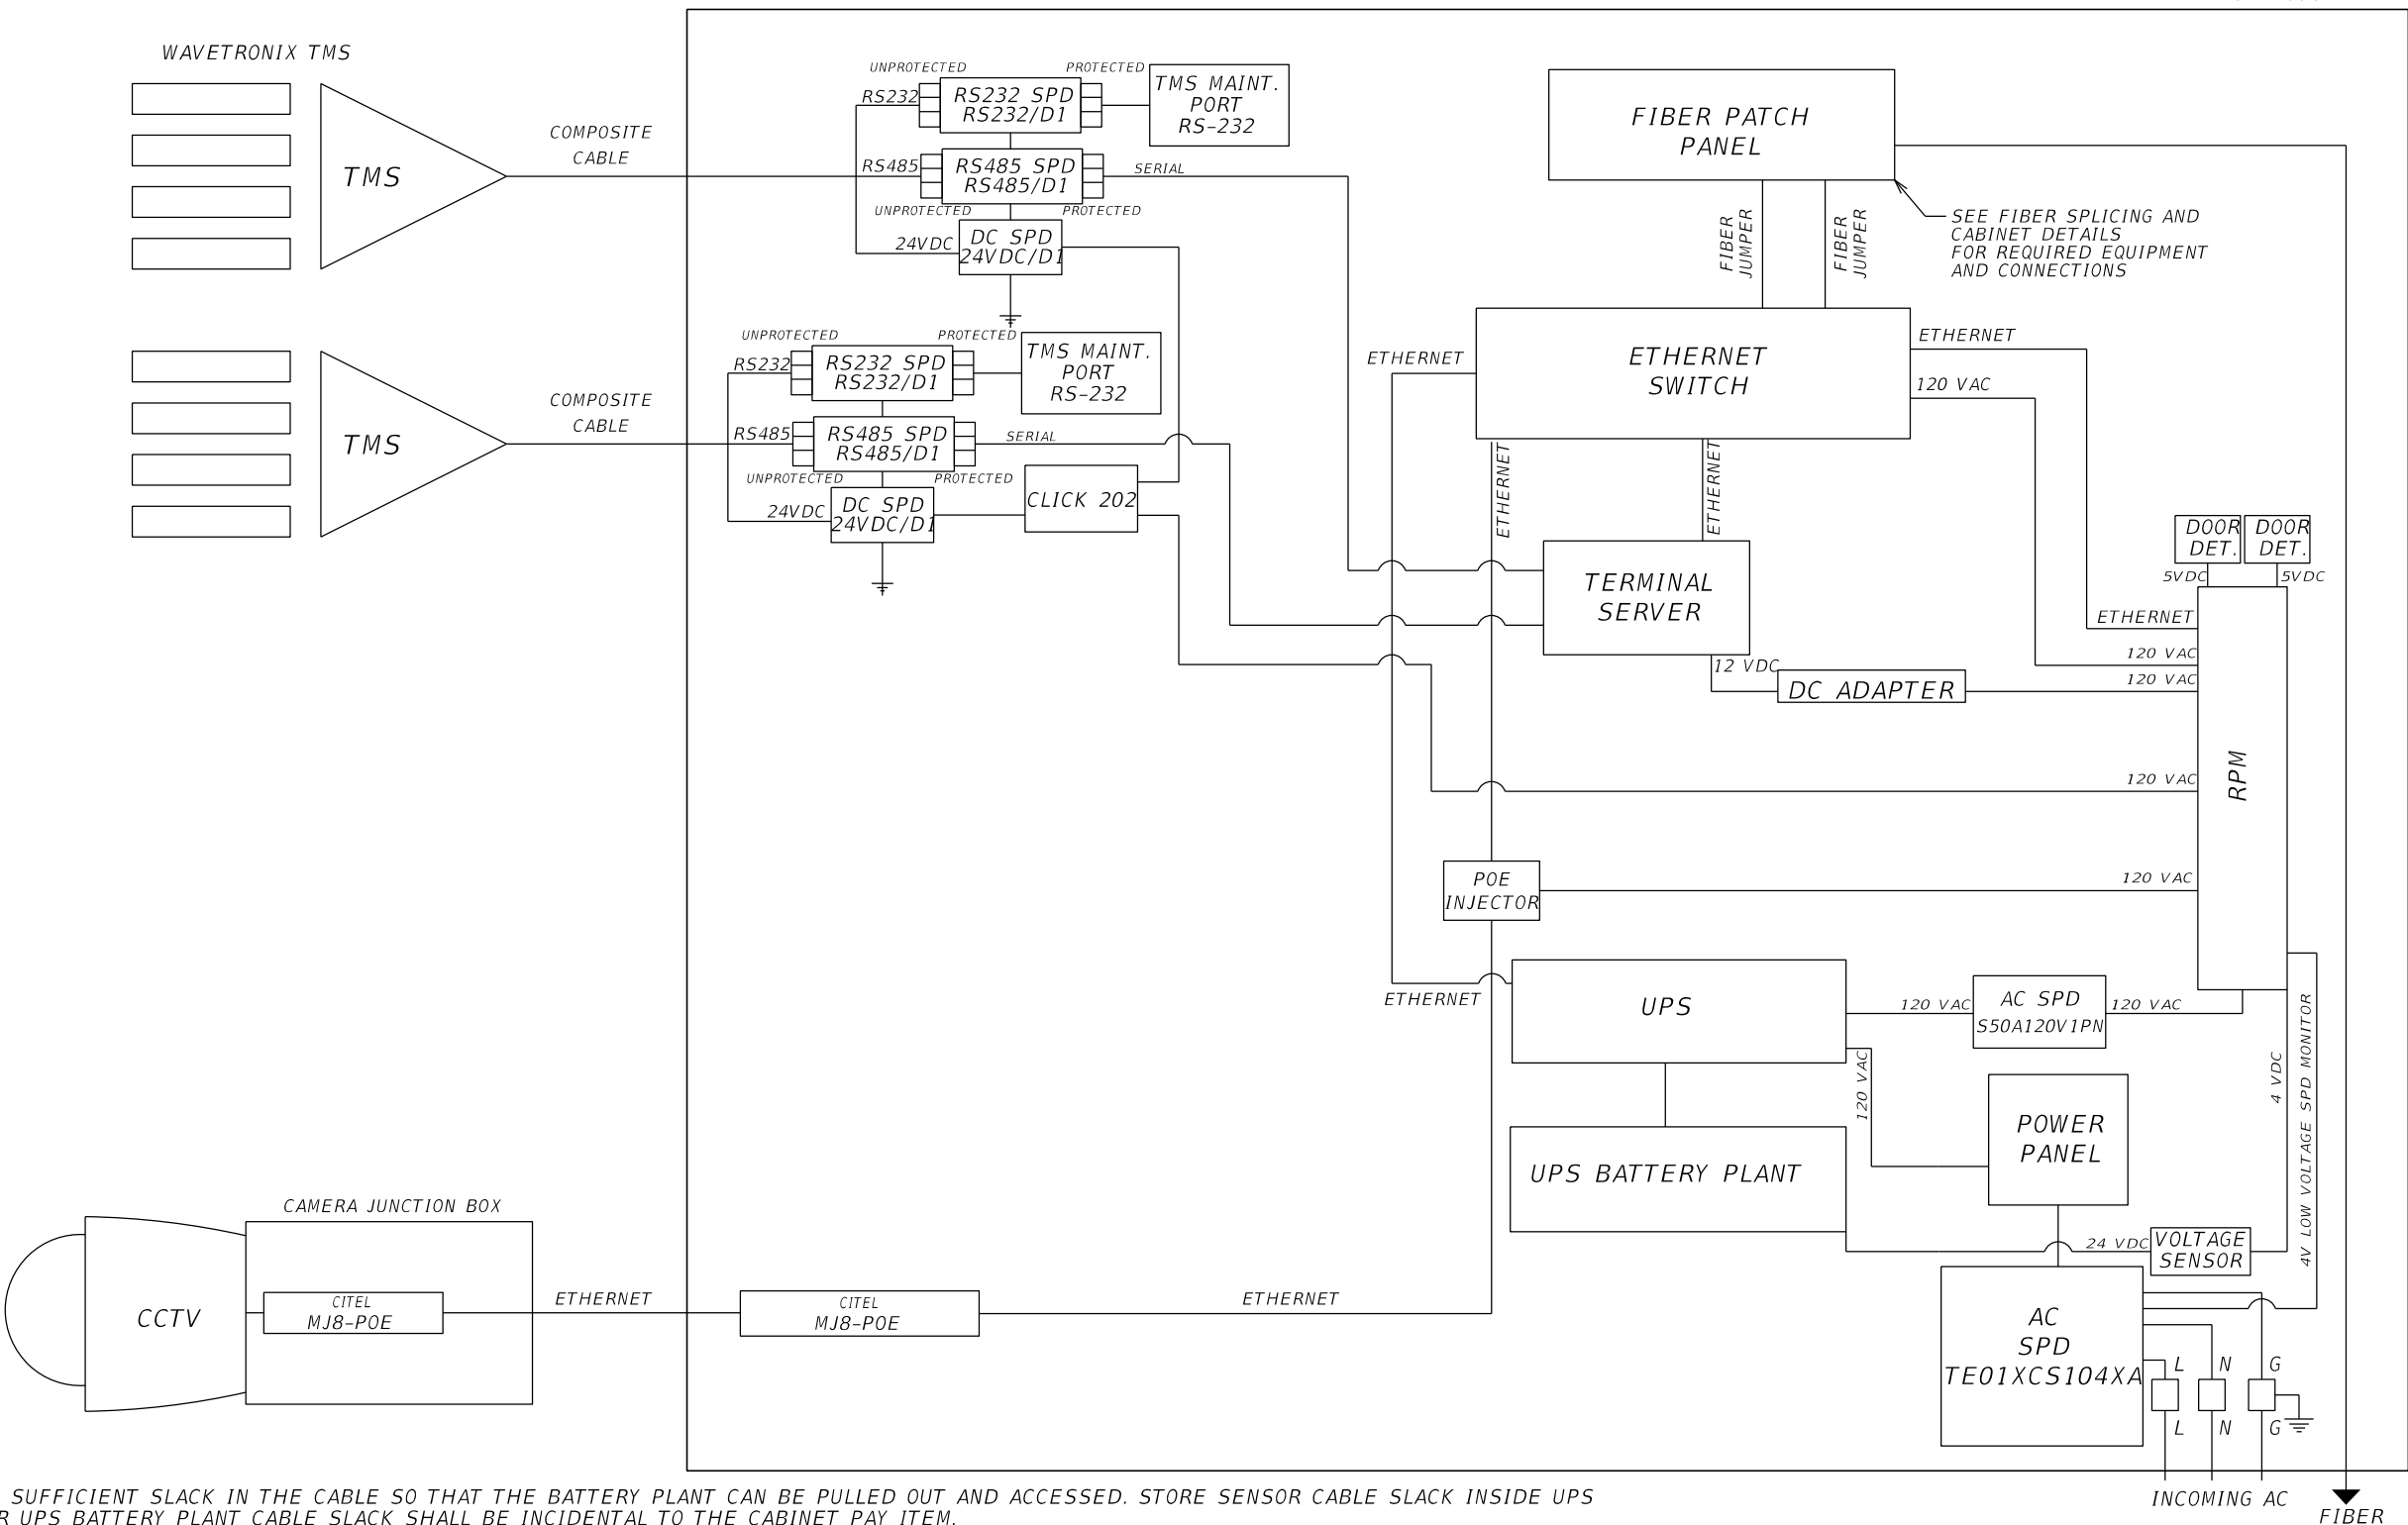 WAVETRONIX TMS
TMS
COMPOSITE
CABLE
UNPROTECTED
PROTECTED
RS232
RS232 SPD
RS232/D1
TMS MAINT.
PORT
RS-232
RS485
RS485 SPD
RS485/D1
SERIAL
UNPROTECTED
PROTECTED
24VDC
DC SPD
24VDC/D1
TMS
COMPOSITE
CABLE
UNPROTECTED
PROTECTED
RS232
RS232 SPD
RS232/D1
TMS MAINT.
PORT
RS-232
RS485
RS485 SPD
RS485/D1
SERIAL
UNPROTECTED
PROTECTED
24VDC
DC SPD
24VDC/D1
CLICK 202
FIBER PATCH
PANEL
FIBER
JUMPER
FIBER
JUMPER
SEE FIBER SPLICING AND
CABINET DETAILS
FOR REQUIRED EQUIPMENT
AND CONNECTIONS
ETHERNET
ETHERNET
SWITCH
ETHERNET
120 VAC
ETHERNET
ETHERNET
TERMINAL
SERVER
12 VDC
DC ADAPTER
DOOR
DET.
DOOR
DET.
5VDC
5VDC
ETHERNET
120 VAC
120 VAC
120 VAC
RPM
POE
INJECTOR
120 VAC
ETHERNET
UPS
120 VAC
AC SPD
S50A120V1PN
120 VAC
120 VAC
4 VDC
4V LOW VOLTAGE SPD MONITOR
POWER
PANEL
UPS BATTERY PLANT
24 VDC
VOLTAGE
SENSOR
CAMERA JUNCTION BOX
CCTV
CITEL
MJ8-POE
ETHERNET
CITEL
MJ8-POE
ETHERNET
AC
SPD
TE01XCS104XA
L
N
G
L
N
G
INCOMING AC
FIBER
SUFFICIENT SLACK IN THE CABLE SO THAT THE BATTERY PLANT CAN BE PULLED OUT AND ACCESSED. STORE SENSOR CABLE SLACK INSIDE UPS
UPS BATTERY PLANT CABLE SLACK SHALL BE INCIDENTAL TO THE CABINET PAY ITEM.